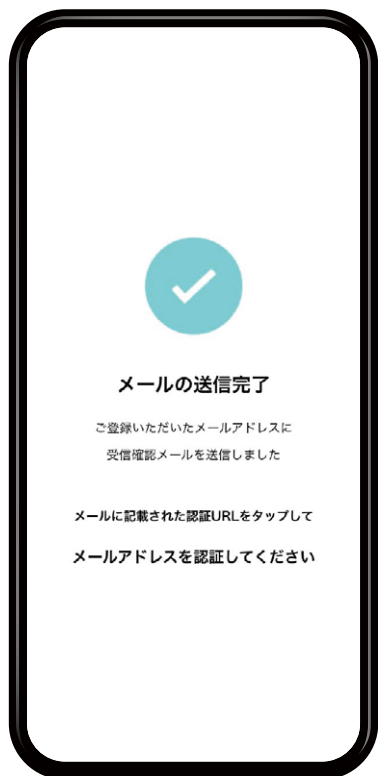 メールの送信完了
ご登録いただいたメールアドレスに
受信確認メールを送信しました
メールに記載された認証URLをタップして
メールアドレスを認証してください